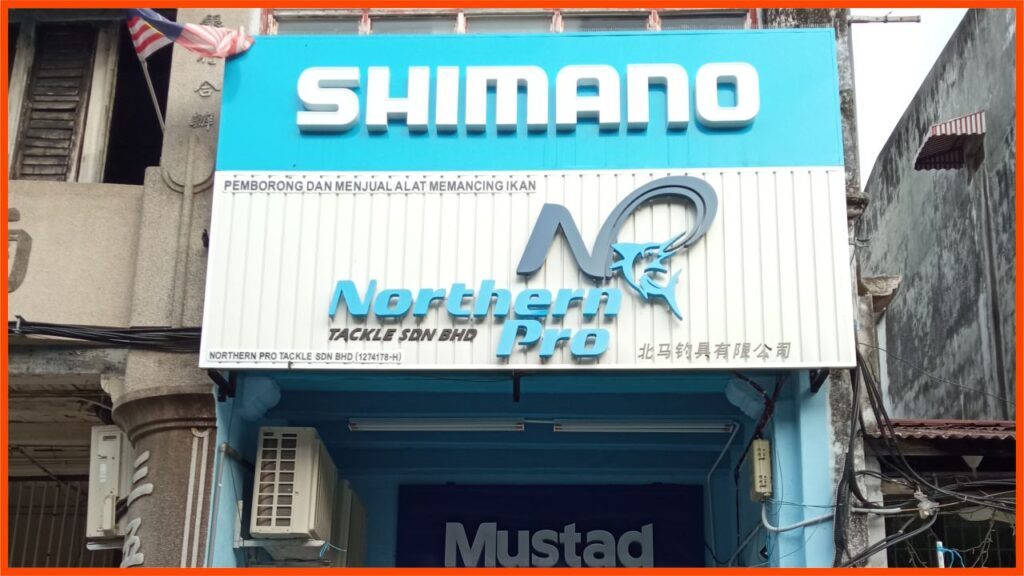 SHIMANO
PEMBORONG DAN MENJUAL ALAT MEMANCING IKAN
Northern
Pro
TACKLE SDN BHD
NORTHERN PRO TACKLE SDN BHD (1274178-H)
北马钓具有限公司
Mustad